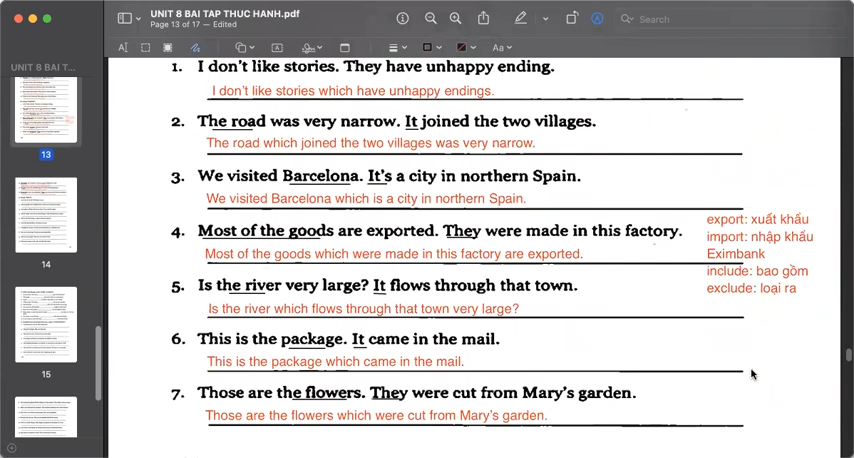 UNIT 8 BAI TAP THUC HANH.pdf
Page 13 of 17 — Edited
Search
Aa
UNIT 8 BAI T...
13
14
15
1. I don't like stories. They have unhappy ending.
I don't like stories which have unhappy endings.
2. The road was very narrow. It joined the two villages.
The road which joined the two villages was very narrow.
3. We visited Barcelona. It's a city in northern Spain.
We visited Barcelona which is a city in northern Spain.
4. Most of the goods are exported. They were made in this factory.
Most of the goods which were made in this factory are exported.
export: xuất khẩu
import: nhập khẩu
Eximbank
include: bao gồm
exclude: loại ra
5. Is the river very large? It flows through that town.
Is the river which flows through that town very large?
6. This is the package. It came in the mail.
This is the package which came in the mail.
7. Those are the flowers. They were cut from Mary's garden.
Those are the flowers which were cut from Mary's garden.